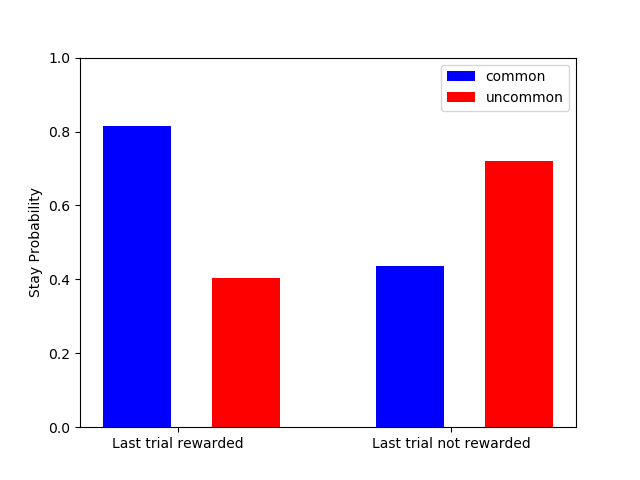 1.0
0.8
0.6
0.4
0.2
0.0
Stay Probability
common
uncommon
Last trial rewarded
Last trial not rewarded